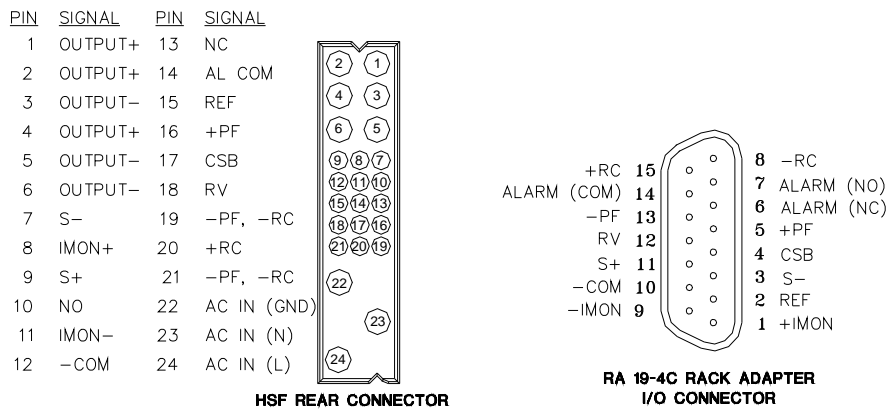 PIN SIGNAL PIN SIGNAL
1 OUTPUT+ 13 NC
2 OUTPUT+ 14 AL COM
3 OUTPUT− 15 REF
4 OUTPUT+ 16 +PF
5 OUTPUT− 17 CSB
6 OUTPUT− 18 RV
7 S− 19 −PF, −RC
8 IMON+ 20 +RC
9 S+ 21 −PF, −RC
10 NO 22 AC IN (GND)
11 IMON− 23 AC IN (N)
12 −COM 24 AC IN (L)
2 1
4 3
6 5
9 8 7
12 11 10
15 14 13
18 17 16
21 20 19
22
23
24
HSF REAR CONNECTOR
+RC 15
ALARM (COM) 14
−PF 13
RV 12
S+ 11
−COM 10
−IMON 9
8 −RC
7 ALARM (NO)
6 ALARM (NC)
5 +PF
4 CSB
3 S−
2 REF
1 +IMON
RA 19-4C RACK ADAPTER
I/O CONNECTOR